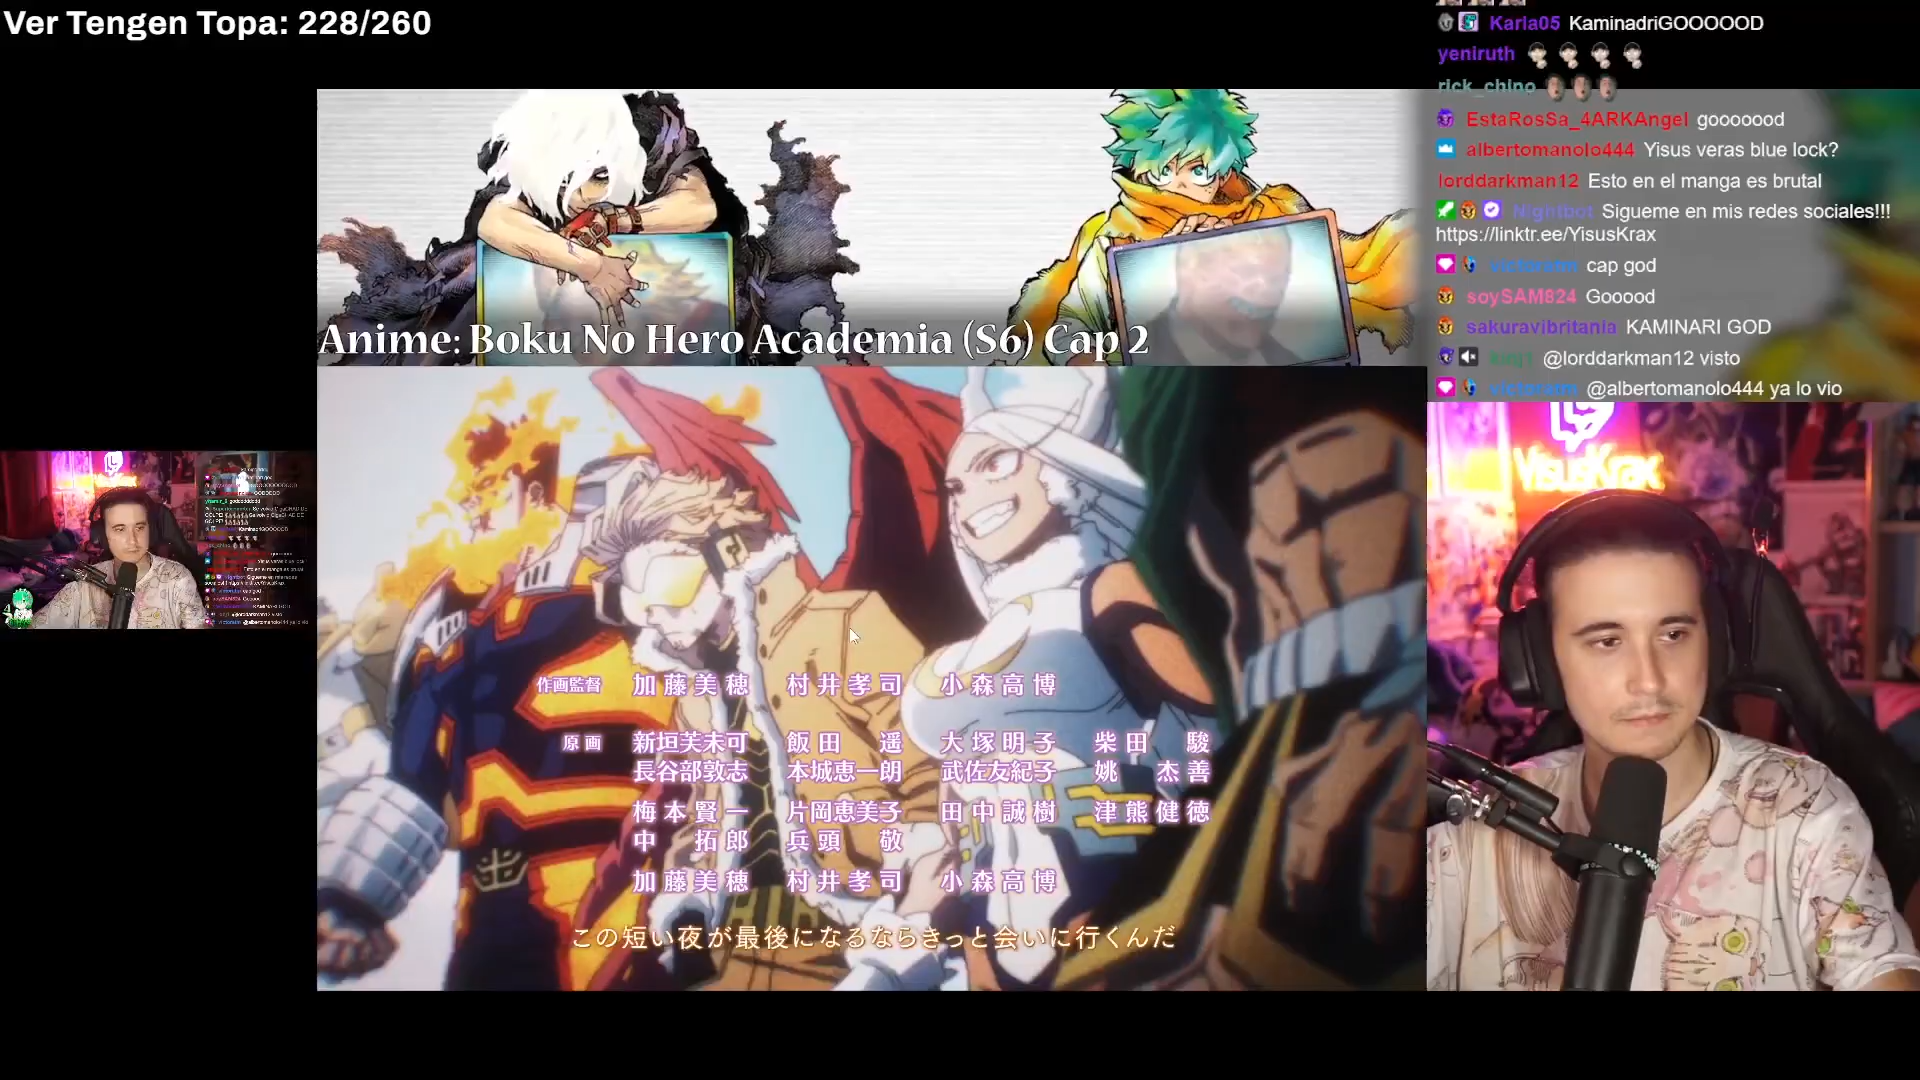 Ver Tengen Topa: 228/260
Karla05 KaminadriGOOOOOD
yeniruth
rick_chino
EstaRosSa_4ARKAngel gooooood
albertomanolo444 Yisus veras blue lock?
lorddarkman12 Esto en el manga es brutal
Nightbot Sigueme en mis redes sociales!!!
https://linktr.ee/YisusKrax
cap god
soySAM824 Gooood
sakuravibritania KAMINARI GOD
@lorddarkman12 visto
@albertomanolo444 ya lo vio
Anime: Boku No Hero Academia (S6) Cap 2
YisusKrax
作画監督 加藤美穂 村井孝司 小森高博
原画 新垣芙未可 飯田遥 大塚明子 柴田駿
長谷部敦志 本城恵一朗 武佐友紀子 姚杰善
梅本賢一 片岡恵美子 田中誠樹 津熊健徳
中拓郎 兵頭敬
加藤美穂 村井孝司 小森高博
この短い夜が最後になるならきっと会いに行くんだ